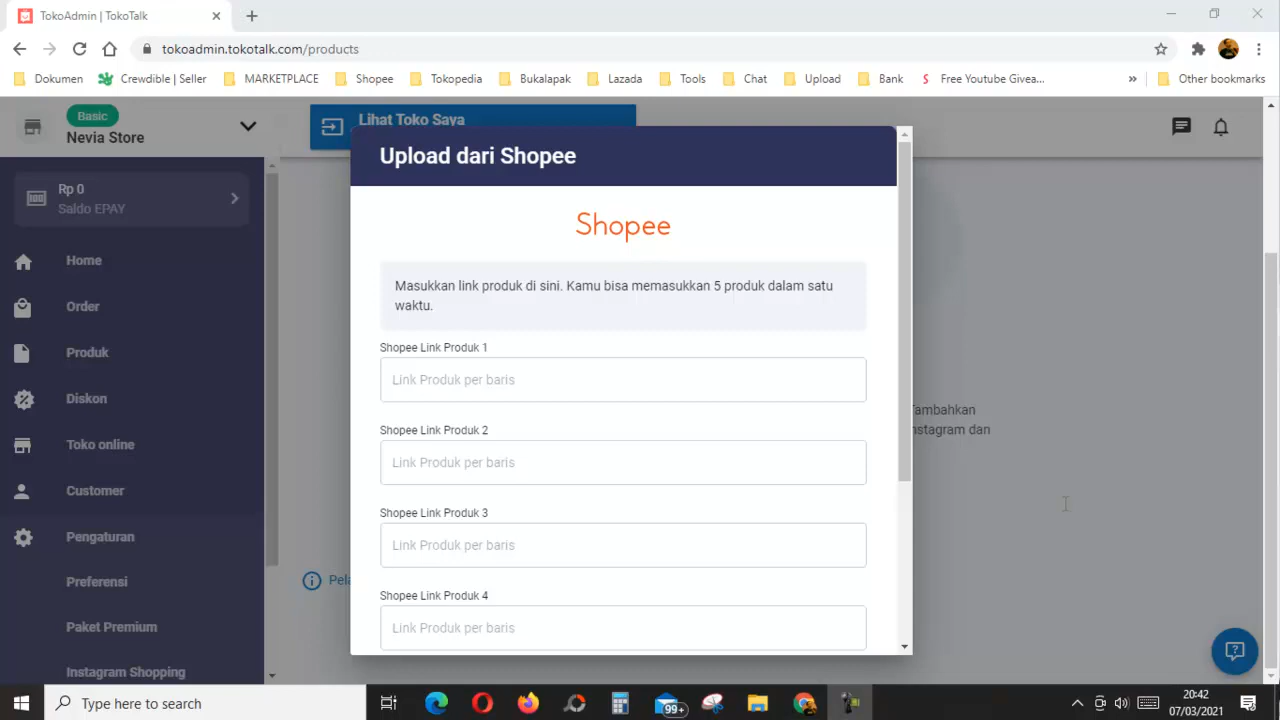 TokoAdmin | TokoTalk
tokoadmin.tokotalk.com/products
Dokumen
Crewdible | Seller
MARKETPLACE
Shopee
Tokopedia
Bukalapak
Lazada
Tools
Chat
Upload
Bank
Free Youtube Givea...
Other bookmarks
Basic
Nevia Store
Lihat Toko Saya
Rp 0
Saldo EPAY
Home
Order
Produk
Diskon
Toko online
Customer
Pengaturan
Preferensi
Paket Premium
Instagram Shopping
Upload dari Shopee
Shopee
Masukkan link produk di sini. Kamu bisa memasukkan 5 produk dalam satu
waktu.
Shopee Link Produk 1
Link Produk per baris
Shopee Link Produk 2
Link Produk per baris
Shopee Link Produk 3
Link Produk per baris
Shopee Link Produk 4
Link Produk per baris
Tambahkan
dan
Type here to search
99+
20:42
07/03/2021